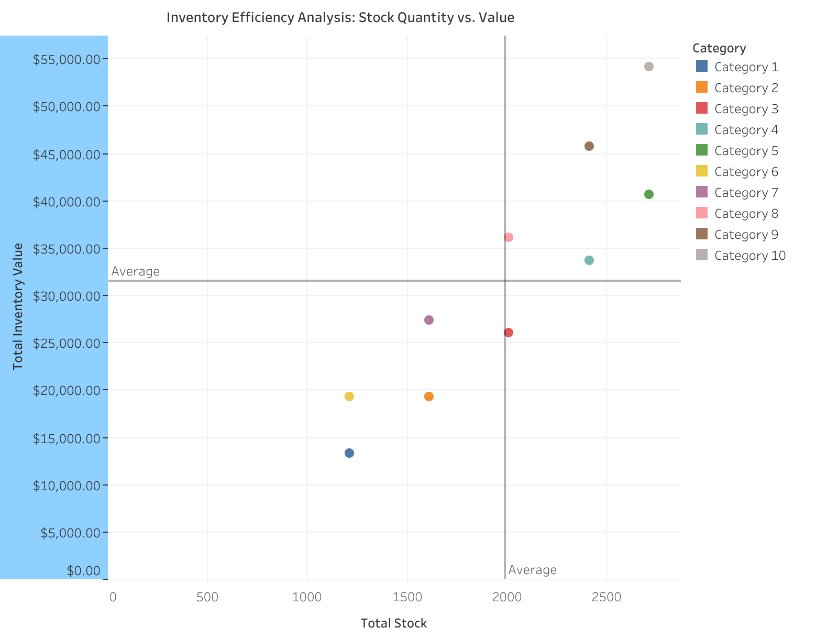 Inventory Efficiency Analysis: Stock Quantity vs. Value
Total Inventory Value
$55,000.00
$50,000.00
$45,000.00
$40,000.00
$35,000.00
$30,000.00
$25,000.00
$20,000.00
$15,000.00
$10,000.00
$5,000.00
$0.00
Average
Average
0 500 1000 1500 2000 2500
Total Stock
Category
Category 1
Category 2
Category 3
Category 4
Category 5
Category 6
Category 7
Category 8
Category 9
Category 10